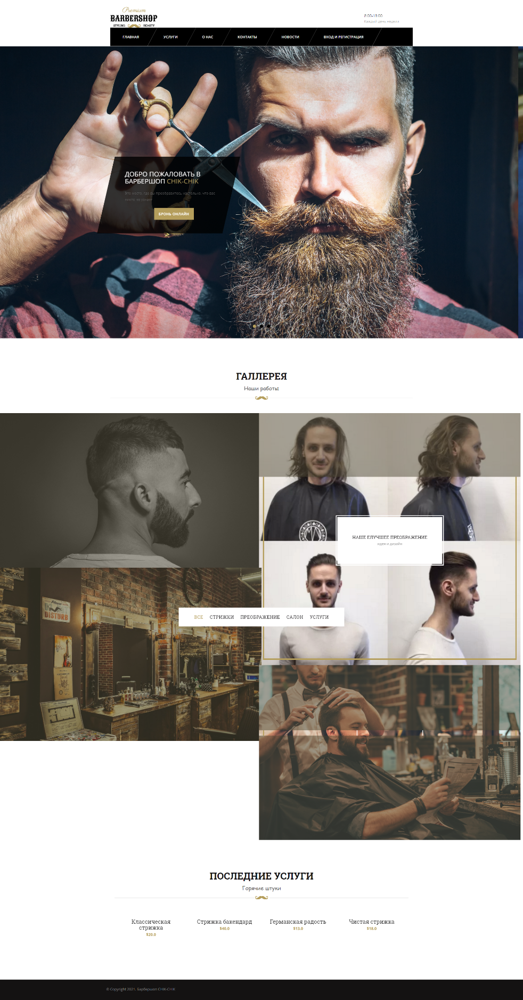 Premium
BARBERSHOP
STYLING BEAUTY
8:00-18:00
Каждый день недели
ГЛАВНАЯ
УСЛУГИ
О НАС
КОНТАКТЫ
НОВОСТИ
ВХОД И РЕГИСТРАЦИЯ
ДОБРО ПОЖАЛОВАТЬ В
БАРБЕРШОП CHIK-CHIK
Это место, где вы преобразитесь настолько, что вас
никто не узнает
БРОНЬ ОНЛАЙН
ГАЛЛЕРЕЯ
Наши работы
НАШЕ ЕЛУЧШЕЕ ПРЕОБРАЖЕНИЕ
идея и дизайн
Please
DISTURB
ВСЕ СТРИЖКИ ПРЕОБРАЖЕНИЕ САЛОН УСЛУГИ
ПОСЛЕДНИЕ УСЛУГИ
Горячие штуки
Классическая
стрижка
$20.0
Стрижка бакендард
$40.0
Германская радость
$13.0
Чистая стрижка
$18.0
© Copyright 2021. Барбершоп CHIK-CHIK